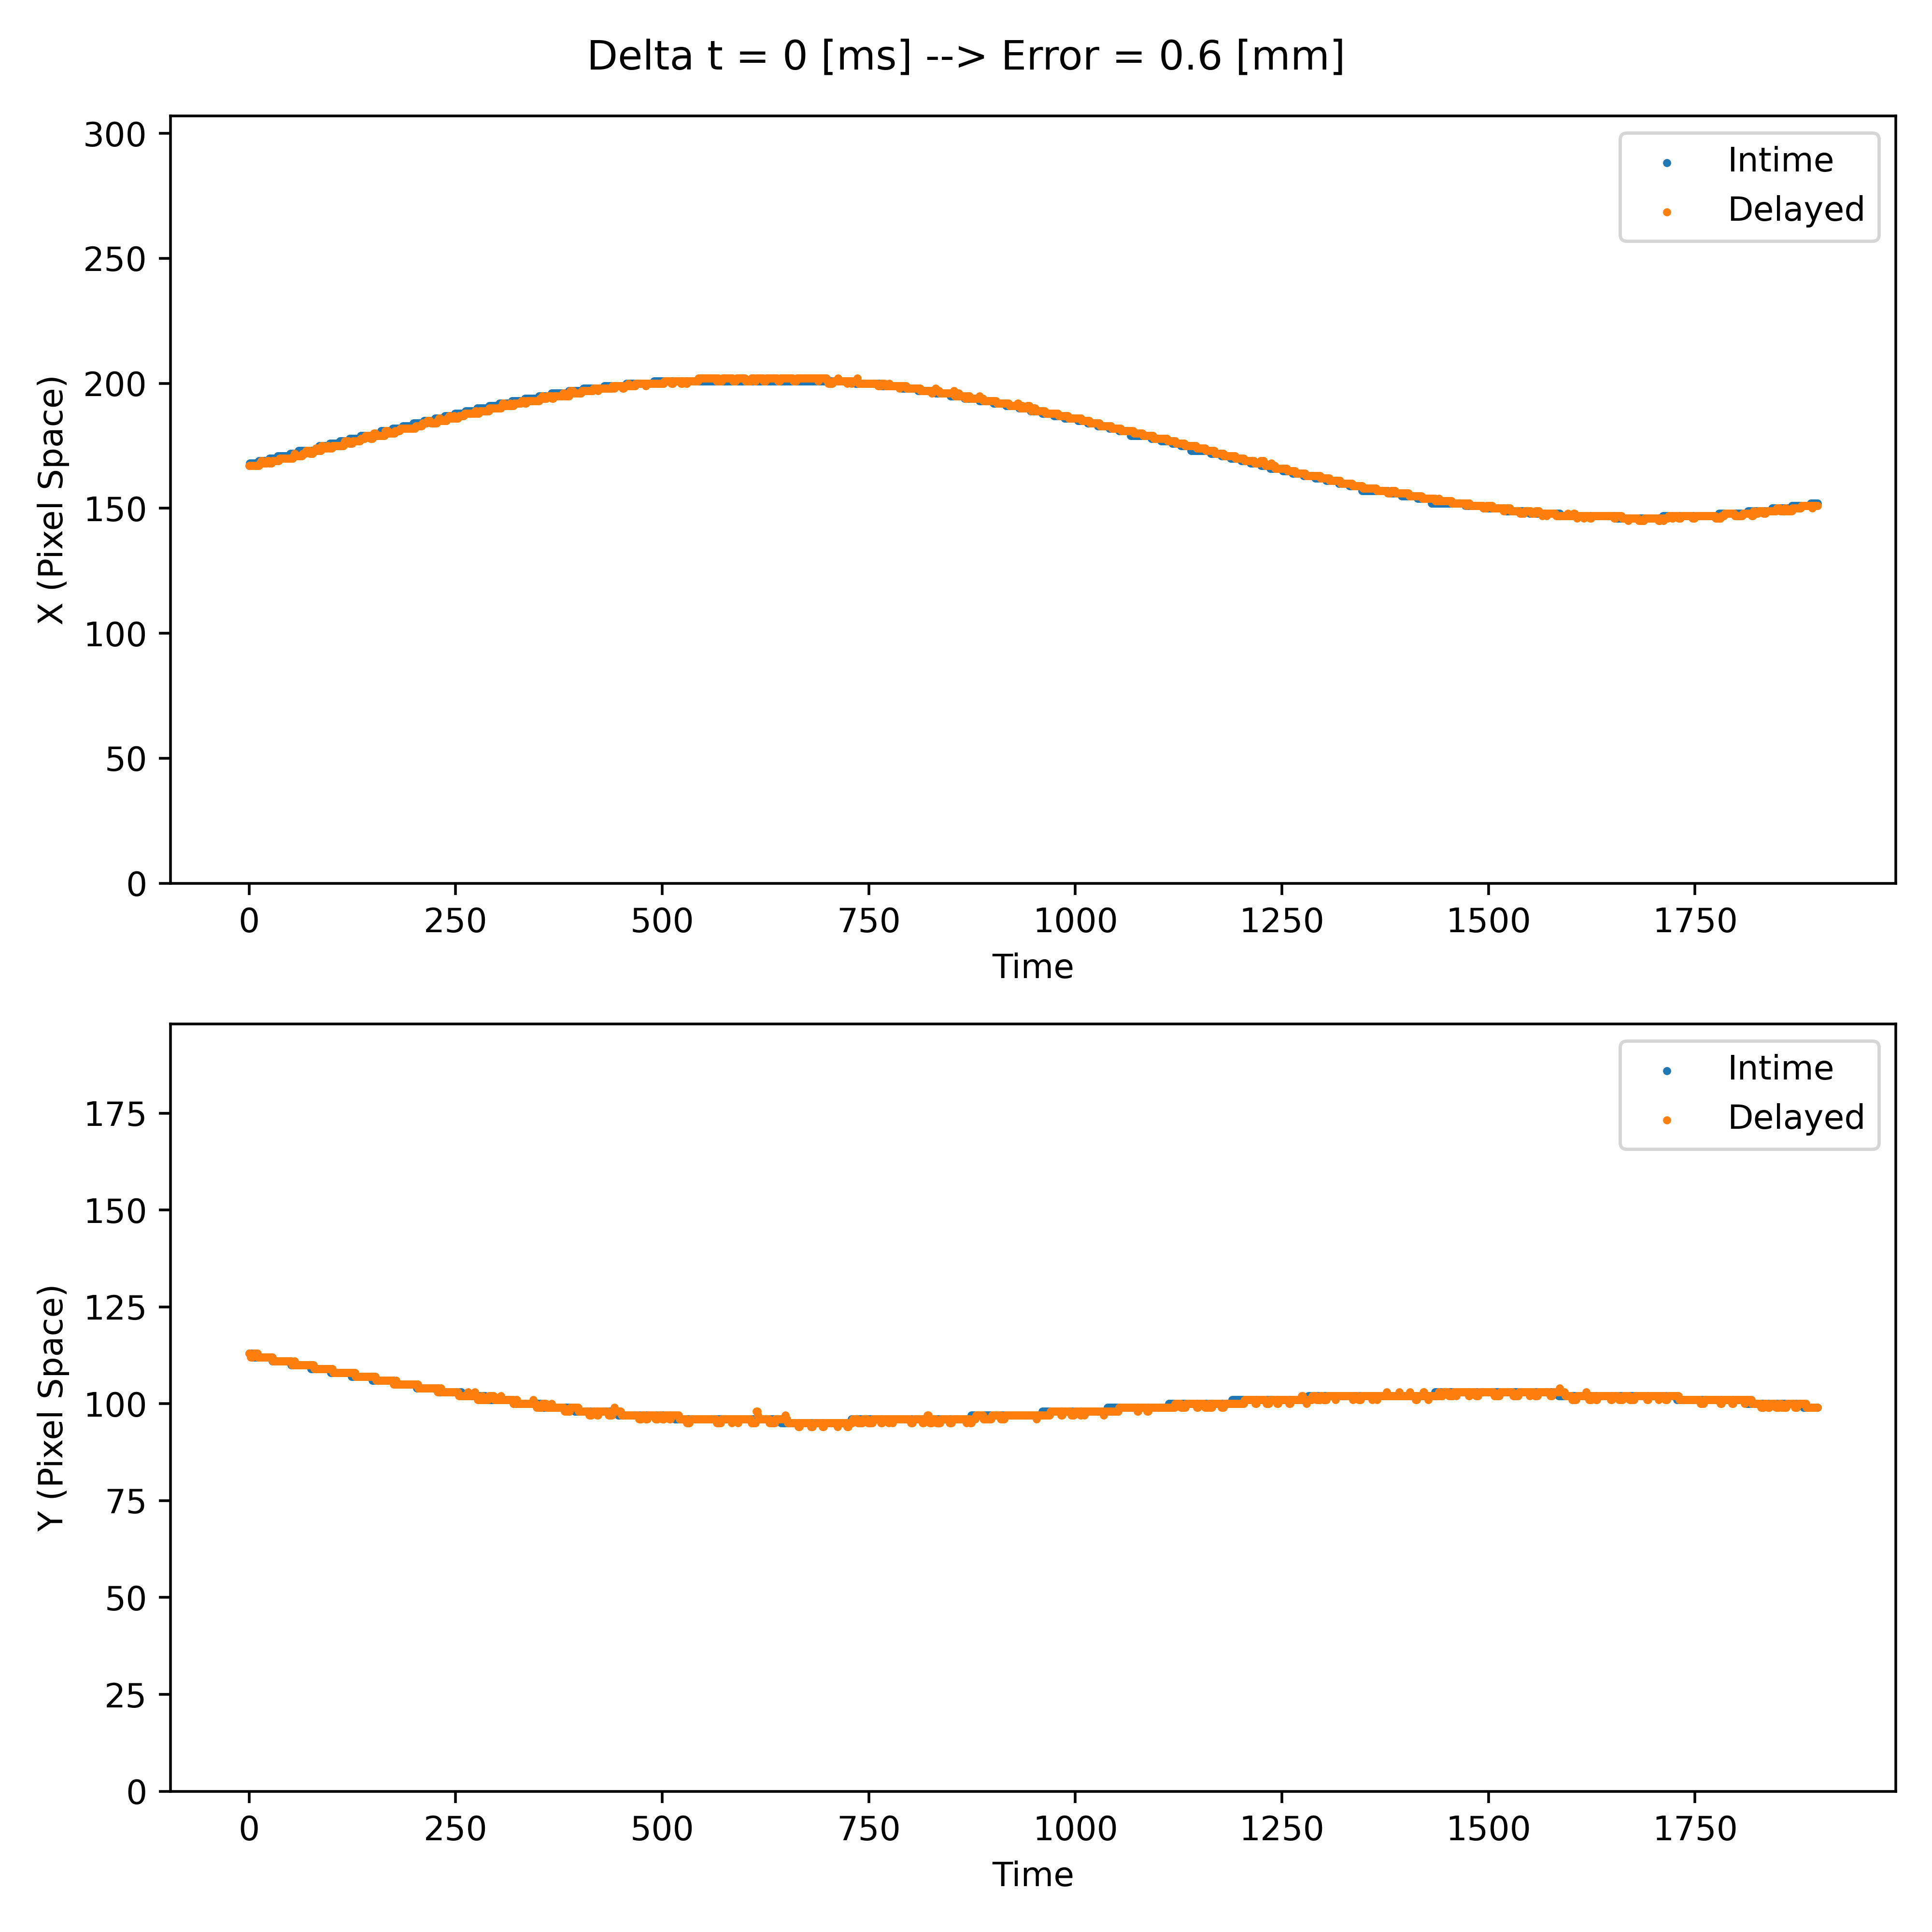 Delta t = 0 [ms] --> Error = 0.6 [mm]
300
250
200
150
100
50
0
X (Pixel Space)
Intime
Delayed
0 250 500 750 1000 1250 1500 1750
Time
175
150
125
100
75
50
25
0
Y (Pixel Space)
Intime
Delayed
0 250 500 750 1000 1250 1500 1750
Time